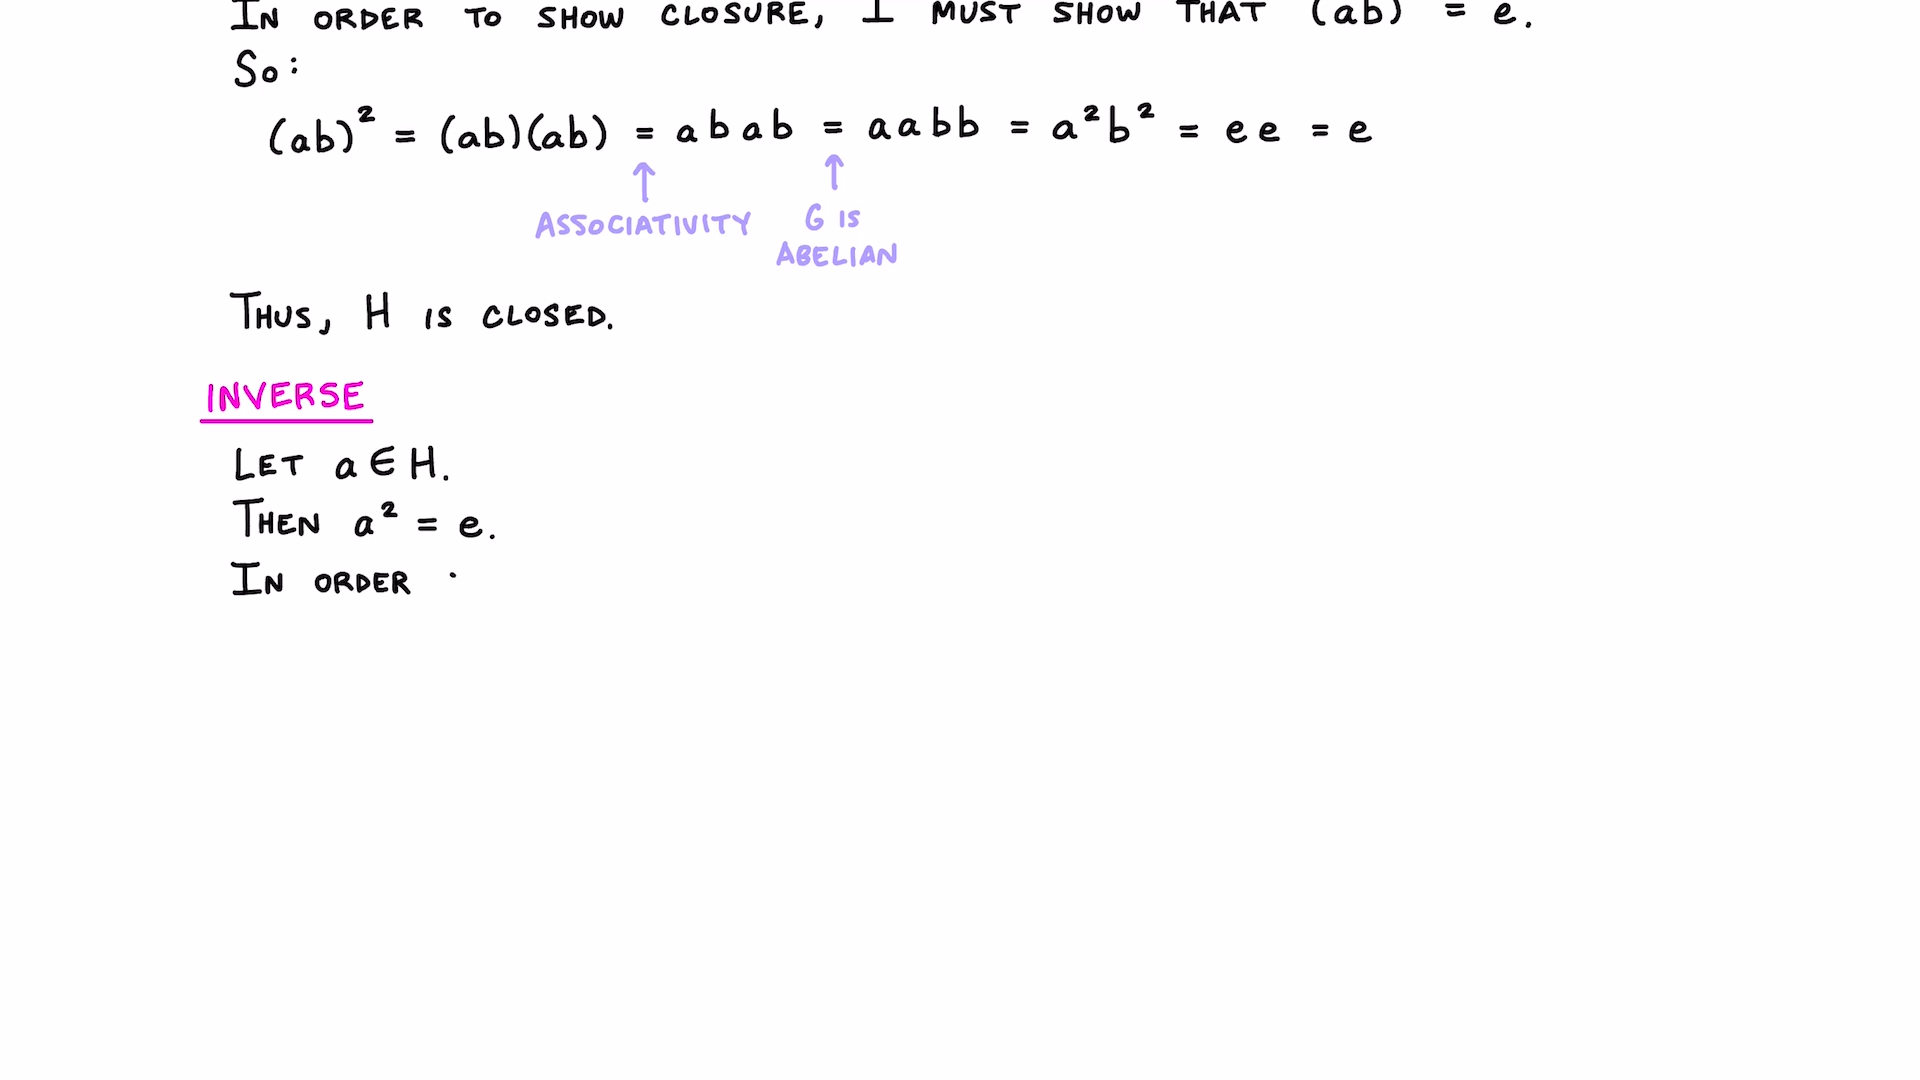 IN ORDER TO SHOW CLOSURE, I MUST SHOW THAT (ab) = e.
So:
(ab)² = (ab)(ab) = abab = aabb = a²b² = ee = e
↑ ↑
ASSOCIATIVITY G IS
ABELIAN
THUS, H IS CLOSED.
INVERSE
LET a ∈ H.
THEN a² = e.
IN ORDER